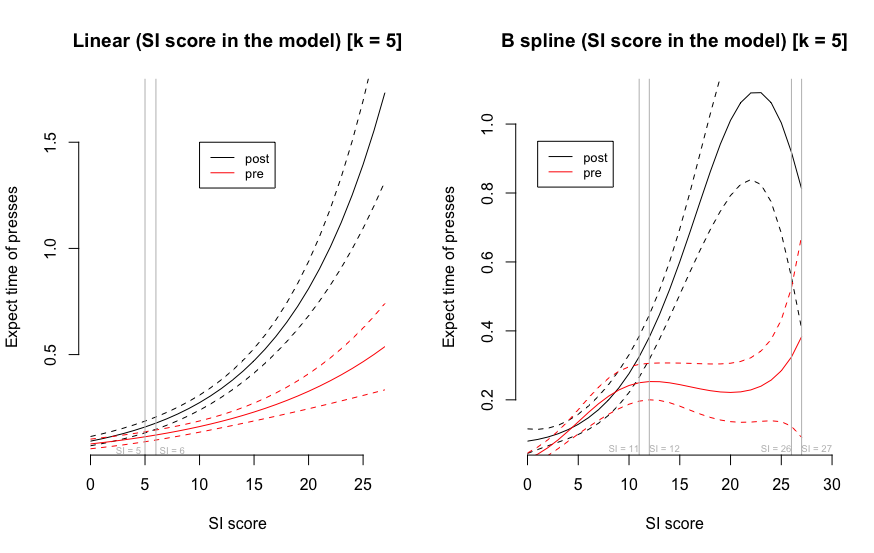 Linear (SI score in the model) [k = 5]
Expect time of presses
0.5
1.0
1.5
post
pre
SI = 5
SI = 6
0
5
10
15
20
25
SI score
B spline (SI score in the model) [k = 5]
Expect time of presses
0.2
0.4
0.6
0.8
1.0
post
pre
SI = 11
SI = 12
SI = 26
SI = 27
0
5
10
15
20
25
30
SI score